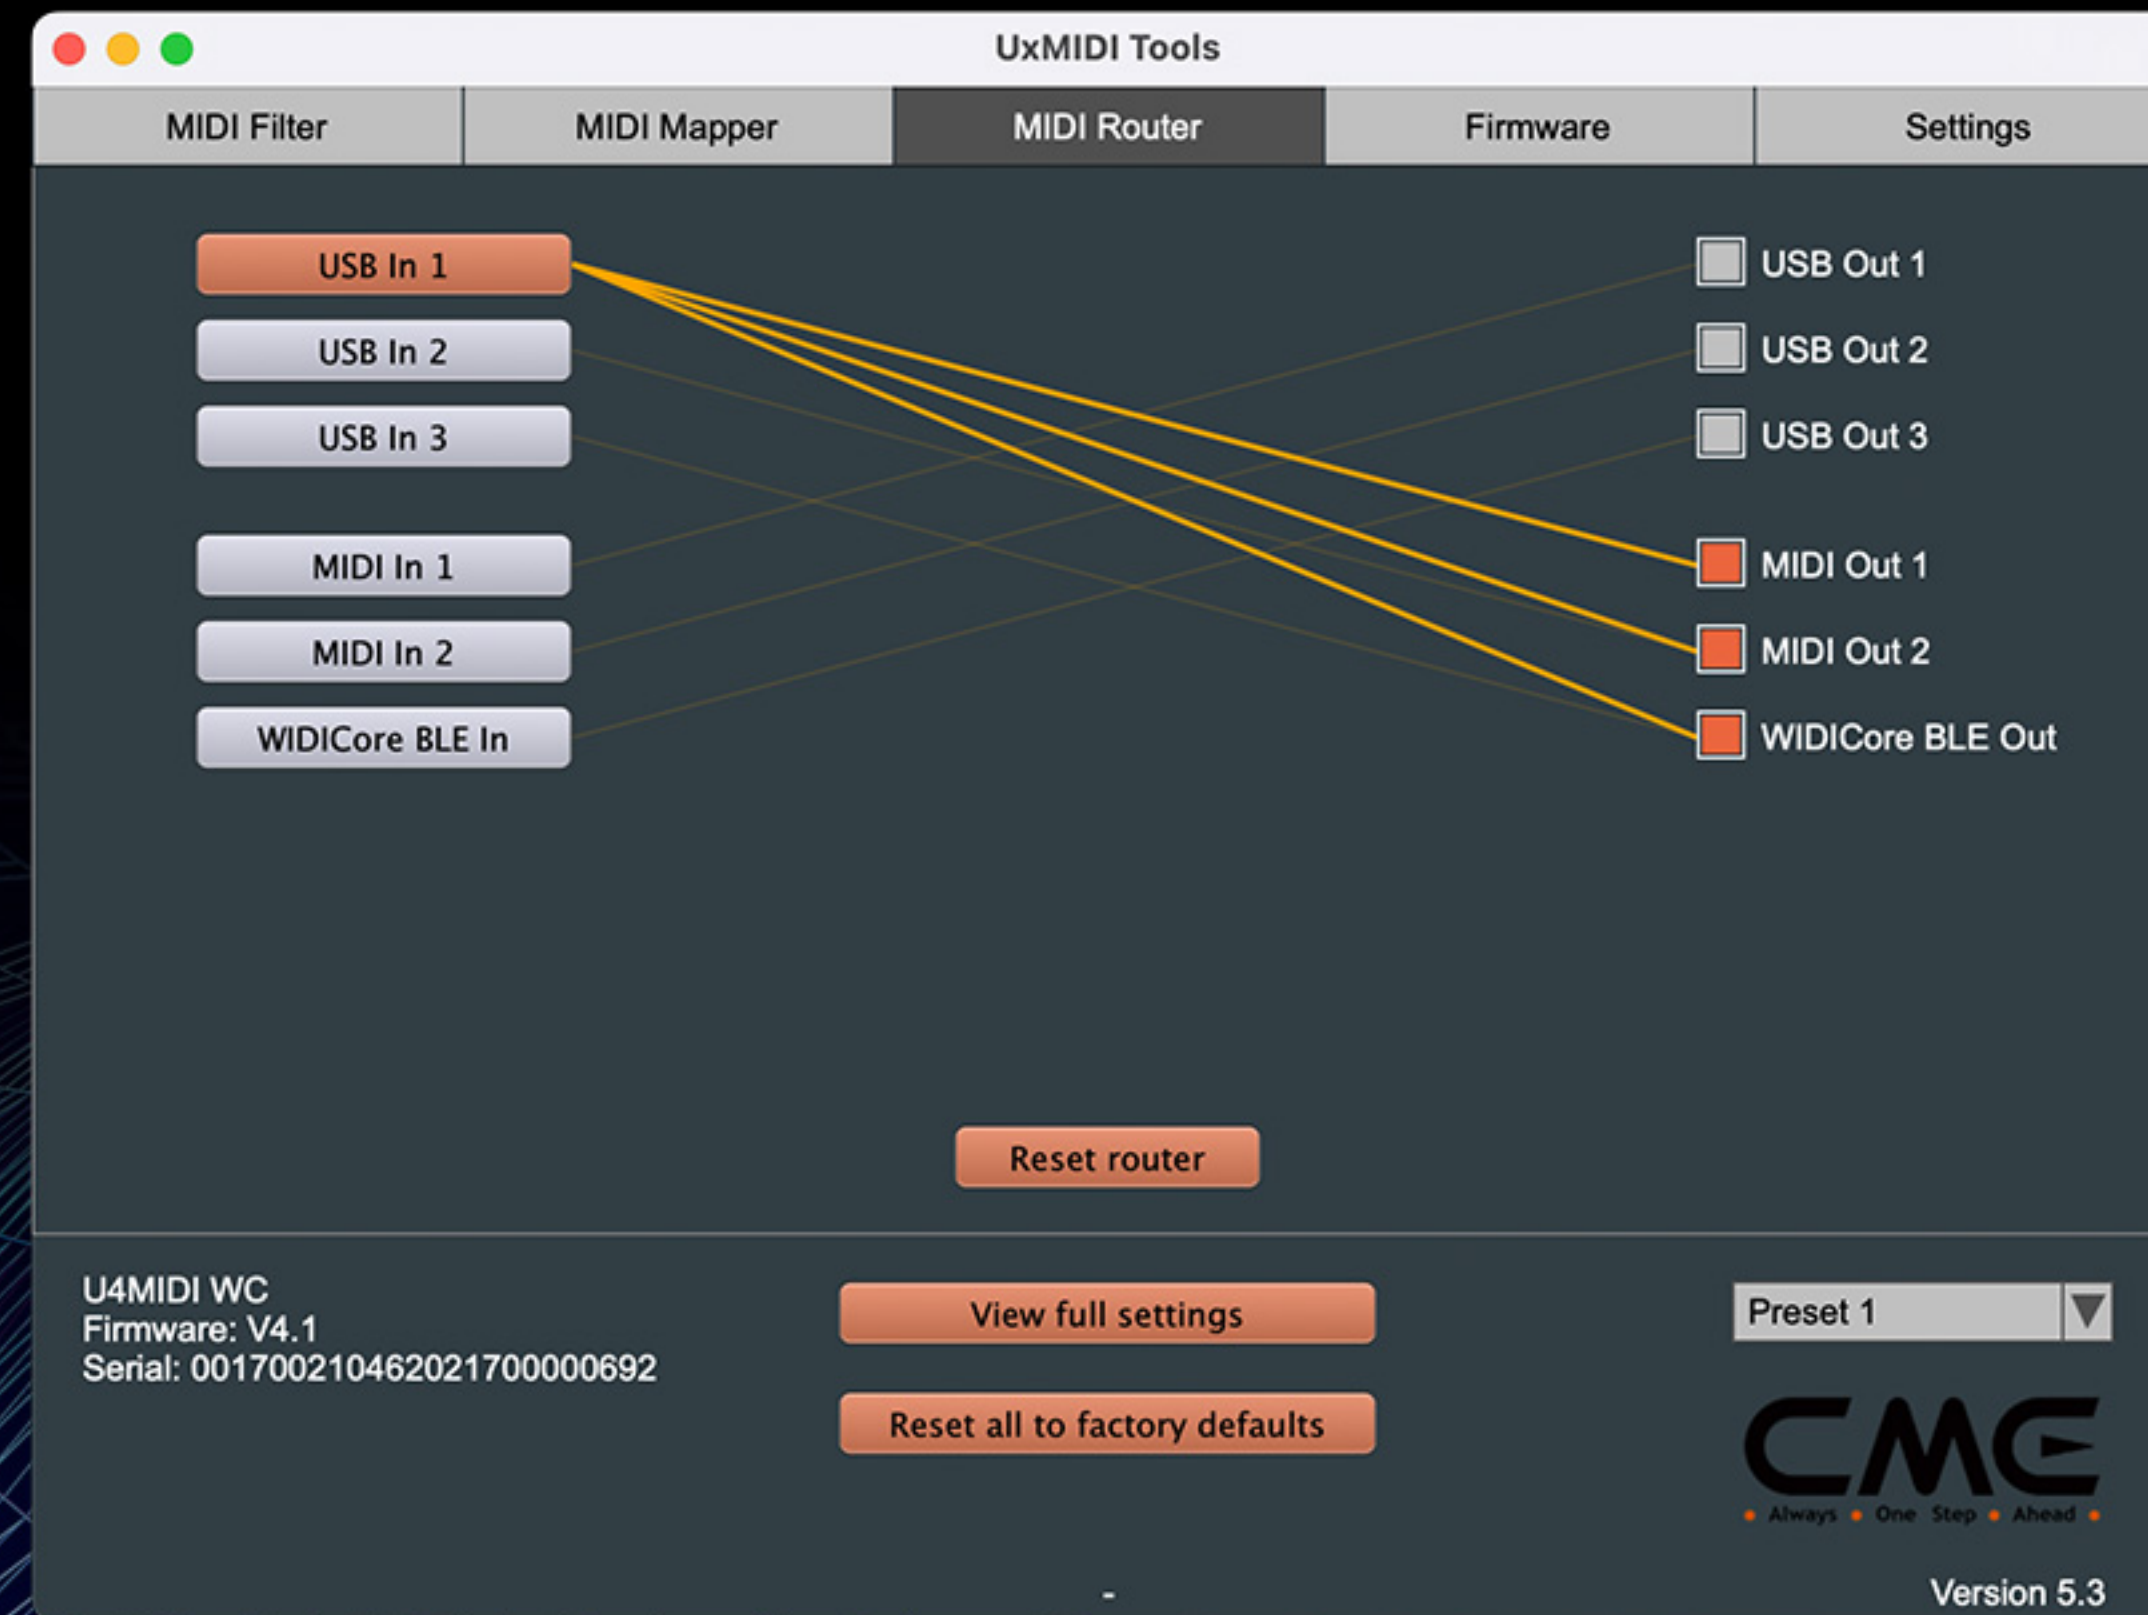 UxMIDI Tools
MIDI Filter
MIDI Mapper
MIDI Router
Firmware
Settings
USB In 1
USB In 2
USB In 3
MIDI In 1
MIDI In 2
WIDICore BLE In
USB Out 1
USB Out 2
USB Out 3
MIDI Out 1
MIDI Out 2
WIDICore BLE Out
Reset router
U4MIDI WC
Firmware: V4.1
Serial: 00170021046202170000​0692
View full settings
Reset all to factory defaults
Preset 1
CME
• Always • One Step • Ahead •
-
Version 5.3